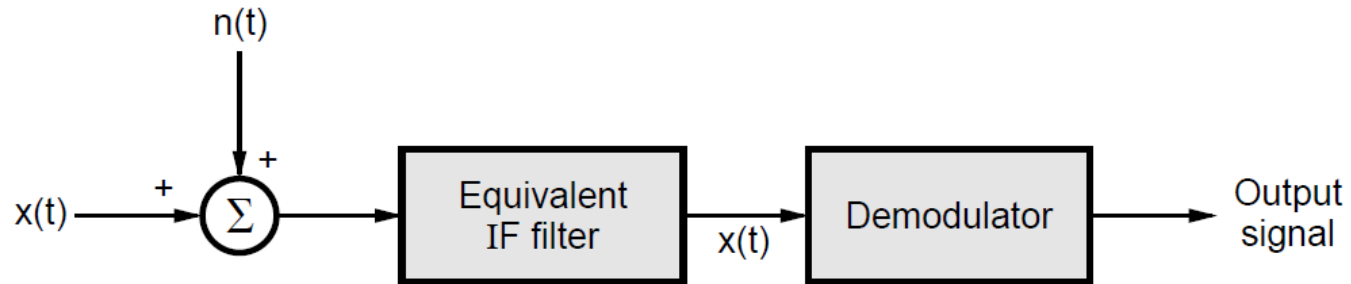 n(t)
+
+
x(t)
Σ
Equivalent
IF filter
x(t)
Demodulator
Output
signal